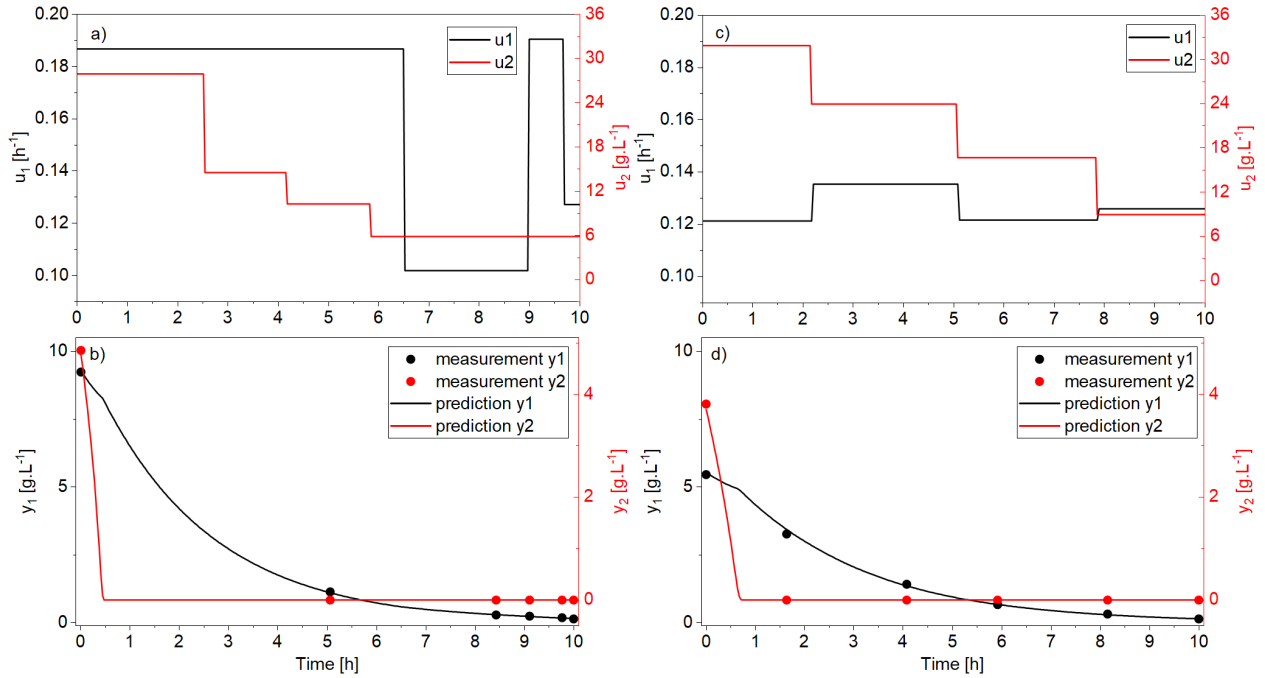 a)
u1
u2
0.20
0.18
0.16
0.14
0.12
0.10
u₁ [h⁻¹]
36
30
24
18
12
6
0
u₂ [g.L⁻¹]
0 1 2 3 4 5 6 7 8 9 10
c)
u1
u2
0.20
0.18
0.16
0.14
0.12
0.10
u₁ [h⁻¹]
36
30
24
18
12
6
0
u₂ [g.L⁻¹]
0 1 2 3 4 5 6 7 8 9 10
b)
measurement y1
measurement y2
prediction y1
prediction y2
10
5
0
y₁ [g.L⁻¹]
4
2
0
y₂ [g.L⁻¹]
0 1 2 3 4 5 6 7 8 9 10
Time [h]
d)
measurement y1
measurement y2
prediction y1
prediction y2
10
5
0
y₁ [g.L⁻¹]
4
2
0
y₂ [g.L⁻¹]
0 1 2 3 4 5 6 7 8 9 10
Time [h]